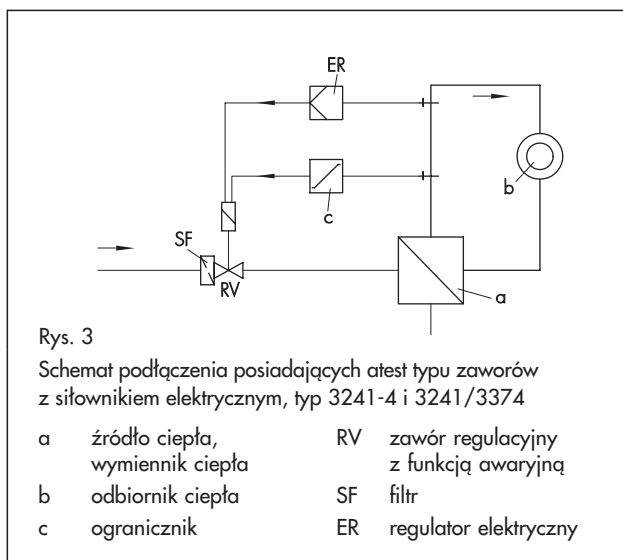 ER
b
c
SF
RV
a
Rys. 3
Schemat podłączenia posiadających atest typu zaworów
z siłownikiem elektrycznym, typ 3241-4 i 3241/3374
a źródło ciepła,
wymiennik ciepła
b odbiornik ciepła
c ogranicznik
RV zawór regulacyjny
z funkcją awaryjną
SF filtr
ER regulator elektryczny